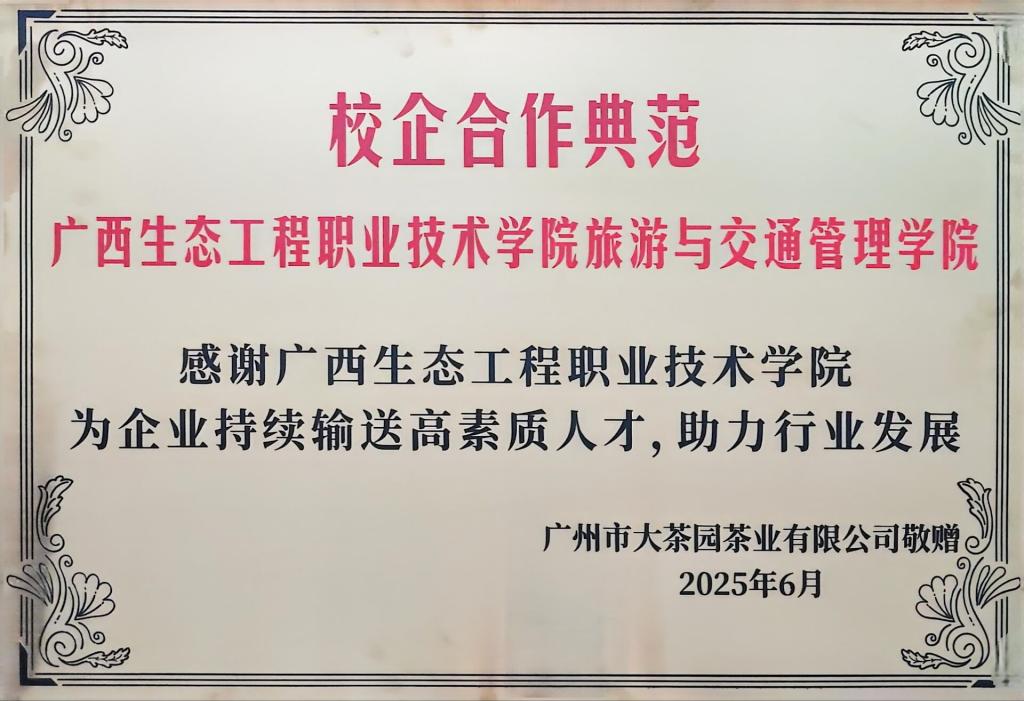 校企合作典范
广西生态工程职业技术学院旅游与交通管理学院
感谢广西生态工程职业技术学院
为企业持续输送高素质人才,助力行业发展
广州市大茶园茶业有限公司敬赠
2025年6月